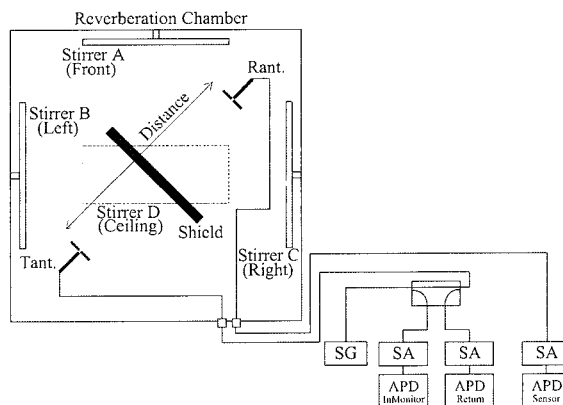 Reverberation Chamber
Stirrer A
(Front)
Rant.
Stirrer B
(Left)
Distance
Stirrer D
(Ceiling)
Shield
Tant.
Stirrer C
(Right)
SG
SA
SA
SA
APD
InMonitor
APD
Return
APD
Sensor